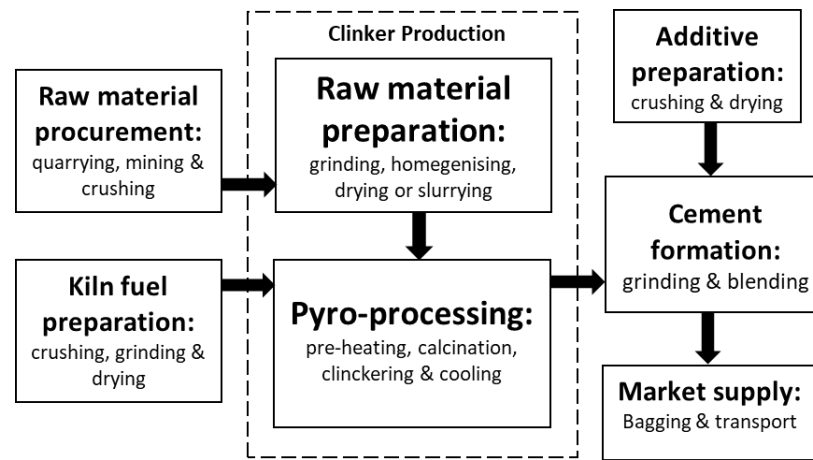 Clinker Production
Raw material
procurement:
quarrying, mining &
crushing
Raw material
preparation:
grinding, homegenising,
drying or slurrying
Additive
preparation:
crushing & drying
Kiln fuel
preparation:
crushing, grinding &
drying
Pyro-processing:
pre-heating, calcination,
clinckering & cooling
Cement
formation:
grinding & blending
Market supply:
Bagging & transport